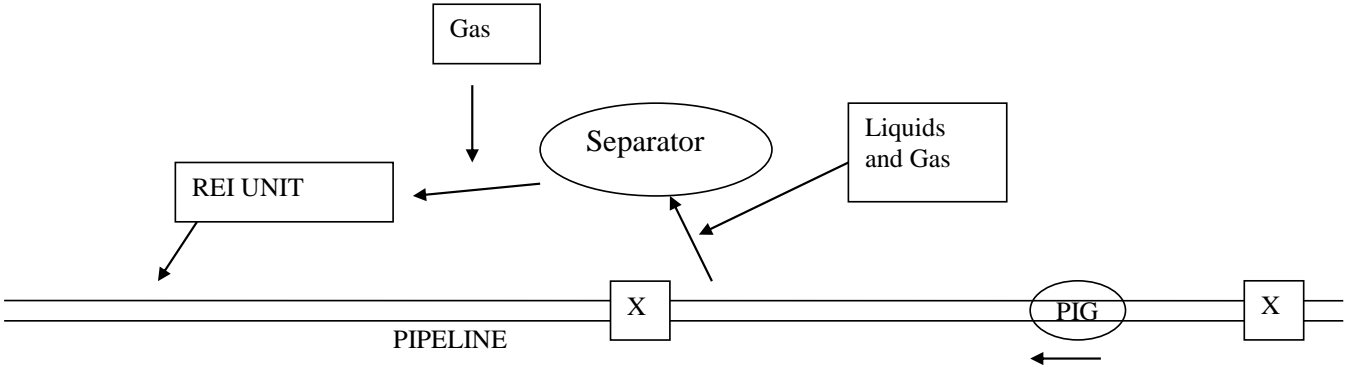 Gas
Separator
Liquids
and Gas
REI UNIT
X
PIG
X
PIPELINE